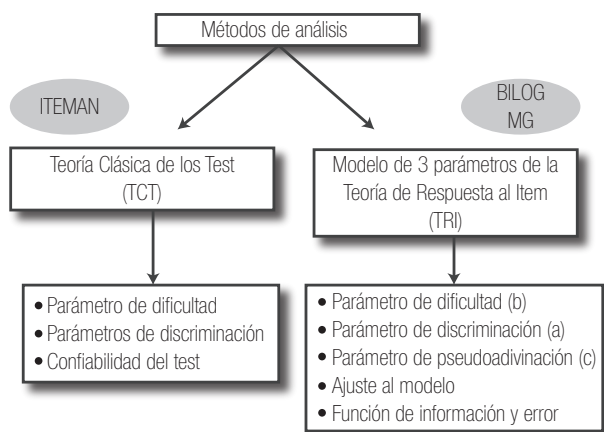 Métodos de análisis
ITEMAN
BILOG
MG
Teoría Clásica de los Test
(TCT)
Modelo de 3 parámetros de la
Teoría de Respuesta al Item
(TRI)
• Parámetro de dificultad
• Parámetros de discriminación
• Confiabilidad del test
• Parámetro de dificultad (b)
• Parámetro de discriminación (a)
• Parámetro de pseudoadivinación (c)
• Ajuste al modelo
• Función de información y error